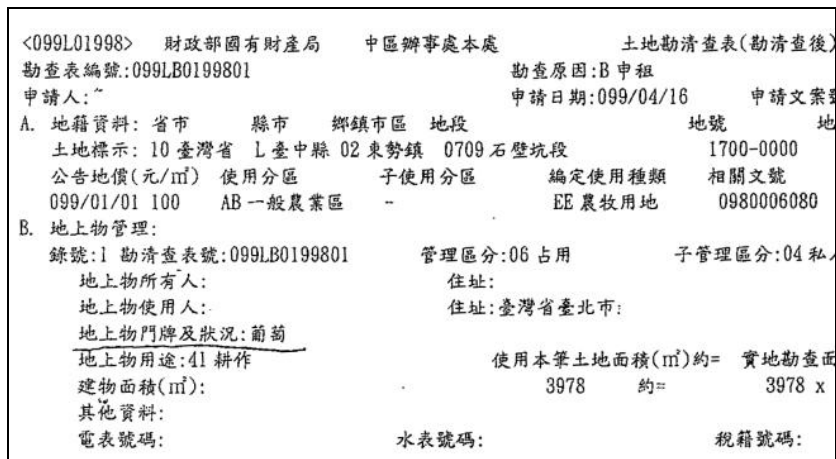 <099L01998> 財政部國有財產局 中區辦事處本處 土地勘清查表(勘清查後)
勘查表編號:099LB0199801 勘查原因:B 申租
申請人:~ 申請日期:099/04/16 申請文案
A. 地籍資料: 省市 縣市 鄉鎮市區 地段 地號 地
土地標示: 10 臺灣省 L 臺中縣 02 東勢鎮 0709 石壁坑段 1700-0000
公告地價(元/㎡) 使用分區 子使用分區 編定使用種類 相關文號
099/01/01 100 AB 一般農業區 -- EE 農牧用地 0980006080
B. 地上物管理:
錄號:1 勘清查表號:099LB0199801 管理區分:06 占用 子管理區分:04 私人
地上物所有人: 住址:
地上物使用人: 住址:臺灣省臺北市:
地上物門牌及狀況:葡萄
地上物用途:41 耕作 使用本筆土地面積(㎡)約= 實地勘查面
建物面積(㎡): 3978 約= 3978 x
其他資料:
電表號碼: 水表號碼: 稅籍號碼: